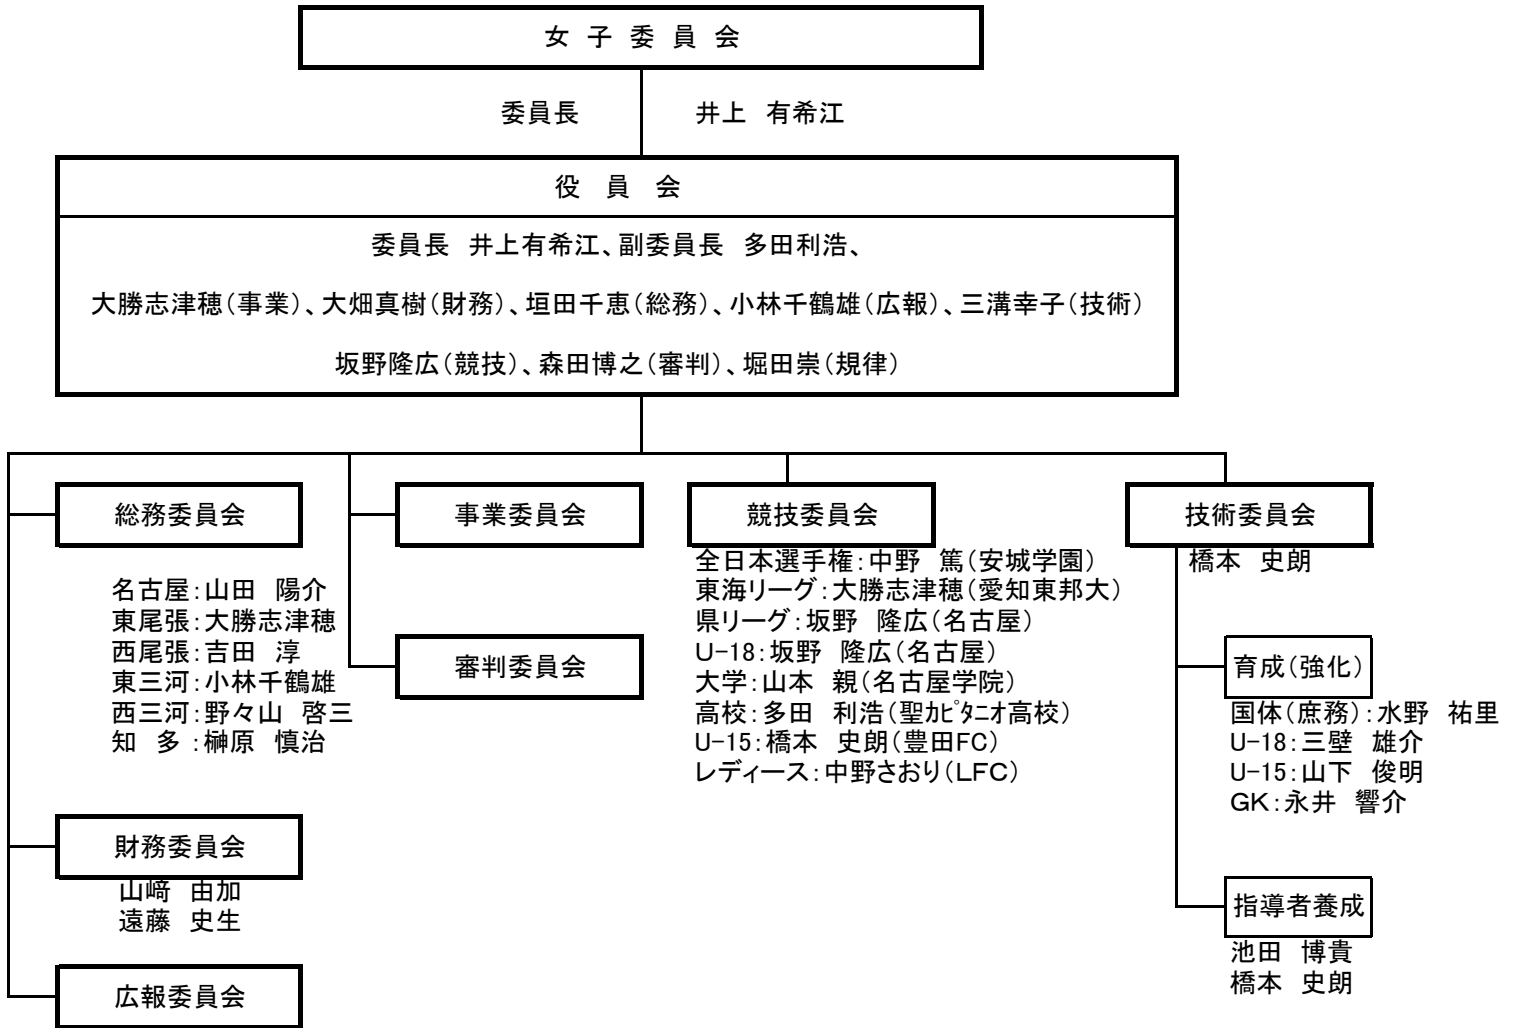 女 子 委 員 会
委員長　井上　有希江
役　員　会
委員長　井上有希江、副委員長　多田利浩、
大勝志津穂（事業）、大畑真樹（財務）、垣田千恵（総務）、小林千鶴雄（広報）、三溝幸子（技術）
坂野隆広（競技）、森田博之（審判）、堀田崇（規律）
総務委員会
名古屋：山田　陽介
東尾張：大勝志津穂
西尾張：吉田　淳
東三河：小林千鶴雄
西三河：野々山 啓三
知　多 ：榊原 慎治
財務委員会
山﨑　由加
遠藤　史生
広報委員会
事業委員会
審判委員会
競技委員会
全日本選手権：中野　篤（安城学園）
東海リーグ：大勝志津穂（愛知東邦大）
県リーグ：坂野　隆広（名古屋）
U-18：坂野　隆広（名古屋）
大学：山本　親（名古屋学院）
高校：多田　利浩（聖ｶﾋﾟﾀﾆｵ高校）
U-15：橋本　史朗（豊田FC）
レディース：中野さおり（LFC）
技術委員会
橋本　史朗
育成（強化）
国体（庶務）：水野　祐里
U-18：三壁　雄介
U-15：山下　俊明
GK：永井　響介
指導者養成
池田　博貴
橋本　史朗